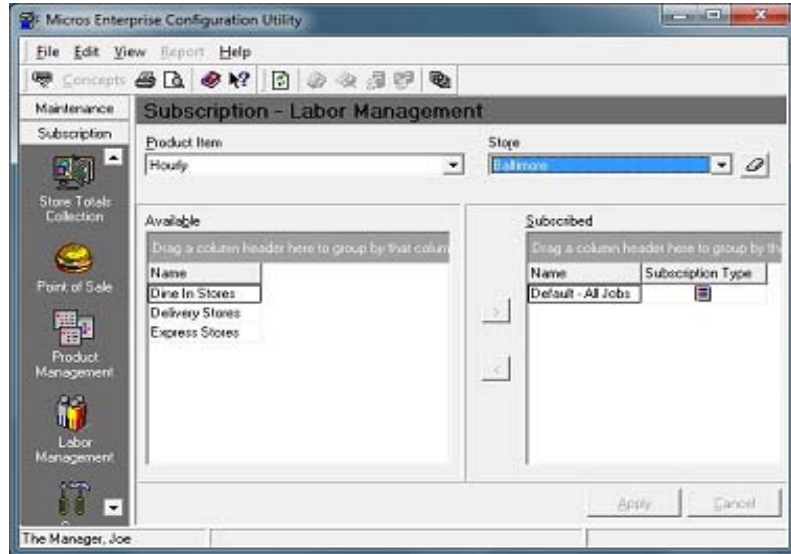 Micros Enterprise Configuration Utility
File Edit View Report Help
Concepts
Maintenance
Subscription
Store Totals
Collection
Point of Sale
Product
Management
Labor
Management
Subscription - Labor Management
Product Item
Hourly
Store
Baltimore
Available
Drag a column header here to group by that colum
Name
Dine In Stores
Delivery Stores
Express Stores
>
<
Subscribed
Drag a column header here to group by th
Name Subscription Type
Default - All Jobs
Apply Cancel
The Manager, Joe